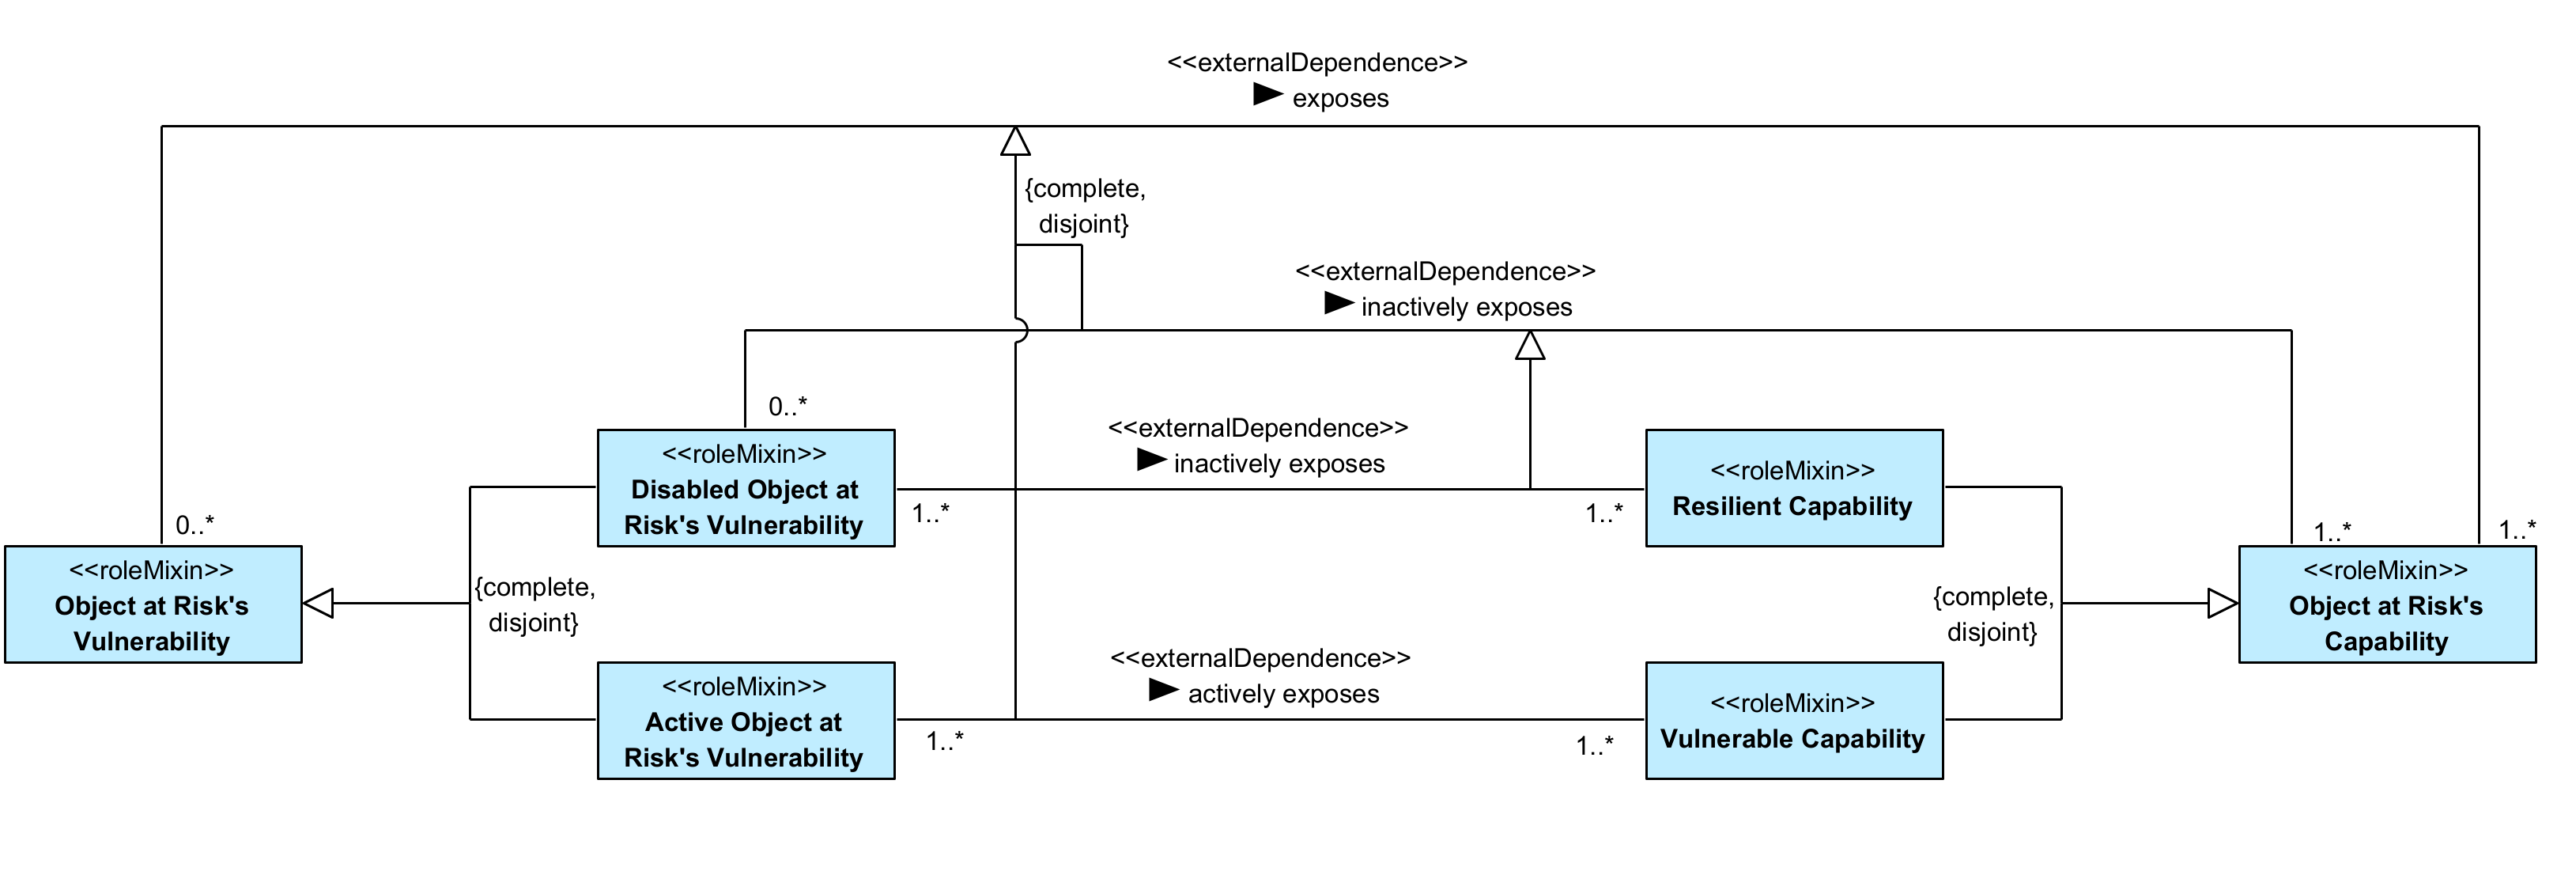 <<externalDependence>>
► exposes
{complete,
disjoint}
<<externalDependence>>
► inactively exposes
0..*
<<externalDependence>>
► inactively exposes
<<roleMixin>>
Disabled Object at
Risk's Vulnerability
1..*
1..*
<<roleMixin>>
Resilient Capability
0..*
1..*
1..*
<<roleMixin>>
Object at Risk's
Vulnerability
{complete,
disjoint}
{complete,
disjoint}
<<roleMixin>>
Object at Risk's
Capability
<<externalDependence>>
► actively exposes
<<roleMixin>>
Active Object at
Risk's Vulnerability
1..*
1..*
<<roleMixin>>
Vulnerable Capability